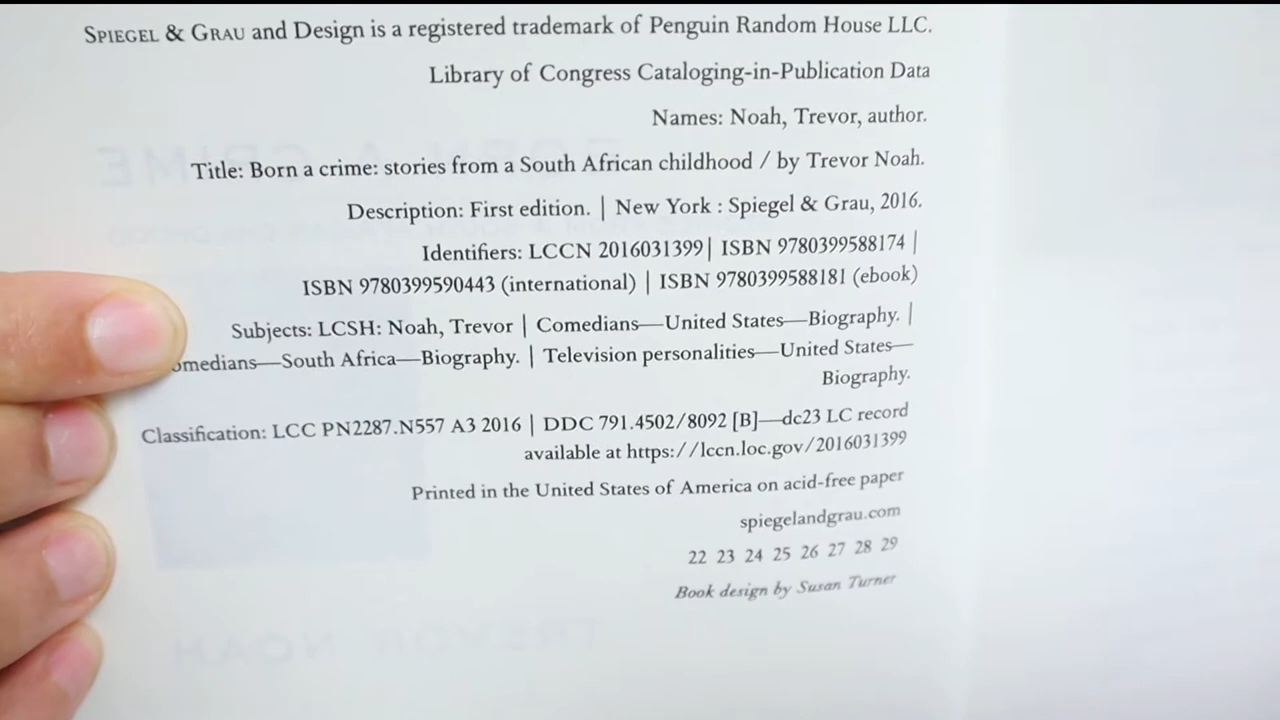 SPIEGEL & GRAU and Design is a registered trademark of Penguin Random House LLC.
Library of Congress Cataloging-in-Publication Data
Names: Noah, Trevor, author.
Title: Born a crime: stories from a South African childhood / by Trevor Noah.
Description: First edition. | New York : Spiegel & Grau, 2016.
Identifiers: LCCN 2016031399| ISBN 9780399588174 |
ISBN 9780399590443 (international) | ISBN 9780399588181 (ebook)
Subjects: LCSH: Noah, Trevor | Comedians—United States—Biography. |
omedians—South Africa—Biography. | Television personalities—United States—
Biography.
Classification: LCC PN2287.N557 A3 2016 | DDC 791.4502/8092 [B]—dc23 LC record
available at https://lccn.loc.gov/2016031399
Printed in the United States of America on acid-free paper
spiegelandgrau.com
22 23 24 25 26 27 28 29
Book design by Susan Turner